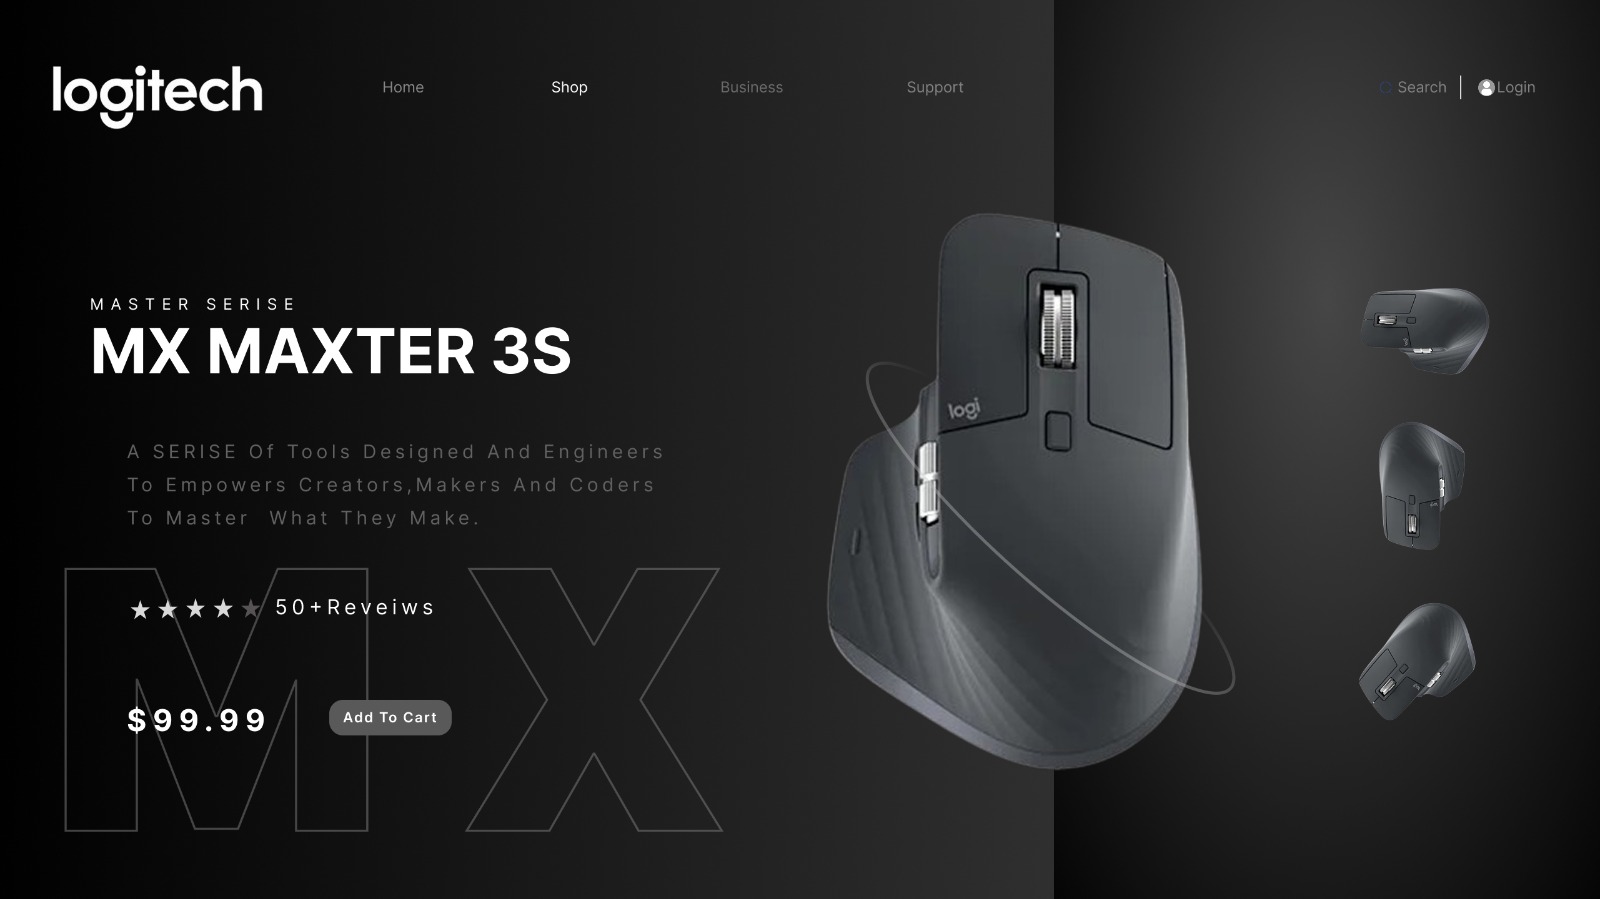 logitech
Home
Shop
Business
Support
Search
Login
MASTER SERISE
MX MAXTER 3S
A SERISE Of Tools Designed And Engineers
To Empowers Creators,Makers And Coders
To Master What They Make.
50+Reveiws
$99.99
Add To Cart
MX
logi